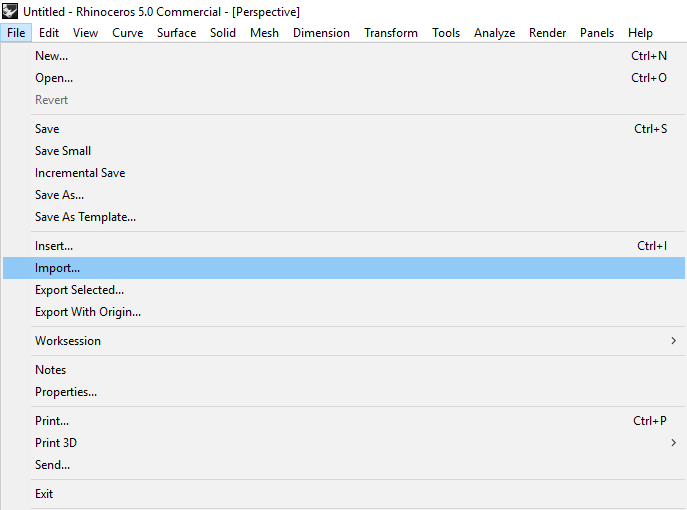 Untitled - Rhinoceros 5.0 Commercial - [Perspective]
File Edit View Curve Surface Solid Mesh Dimension Transform Tools Analyze Render Panels Help
New... Ctrl+N
Open... Ctrl+O
Revert
Save Ctrl+S
Save Small
Incremental Save
Save As...
Save As Template...
Insert... Ctrl+I
Import...
Export Selected...
Export With Origin...
Worksession
Notes
Properties...
Print... Ctrl+P
Print 3D
Send...
Exit